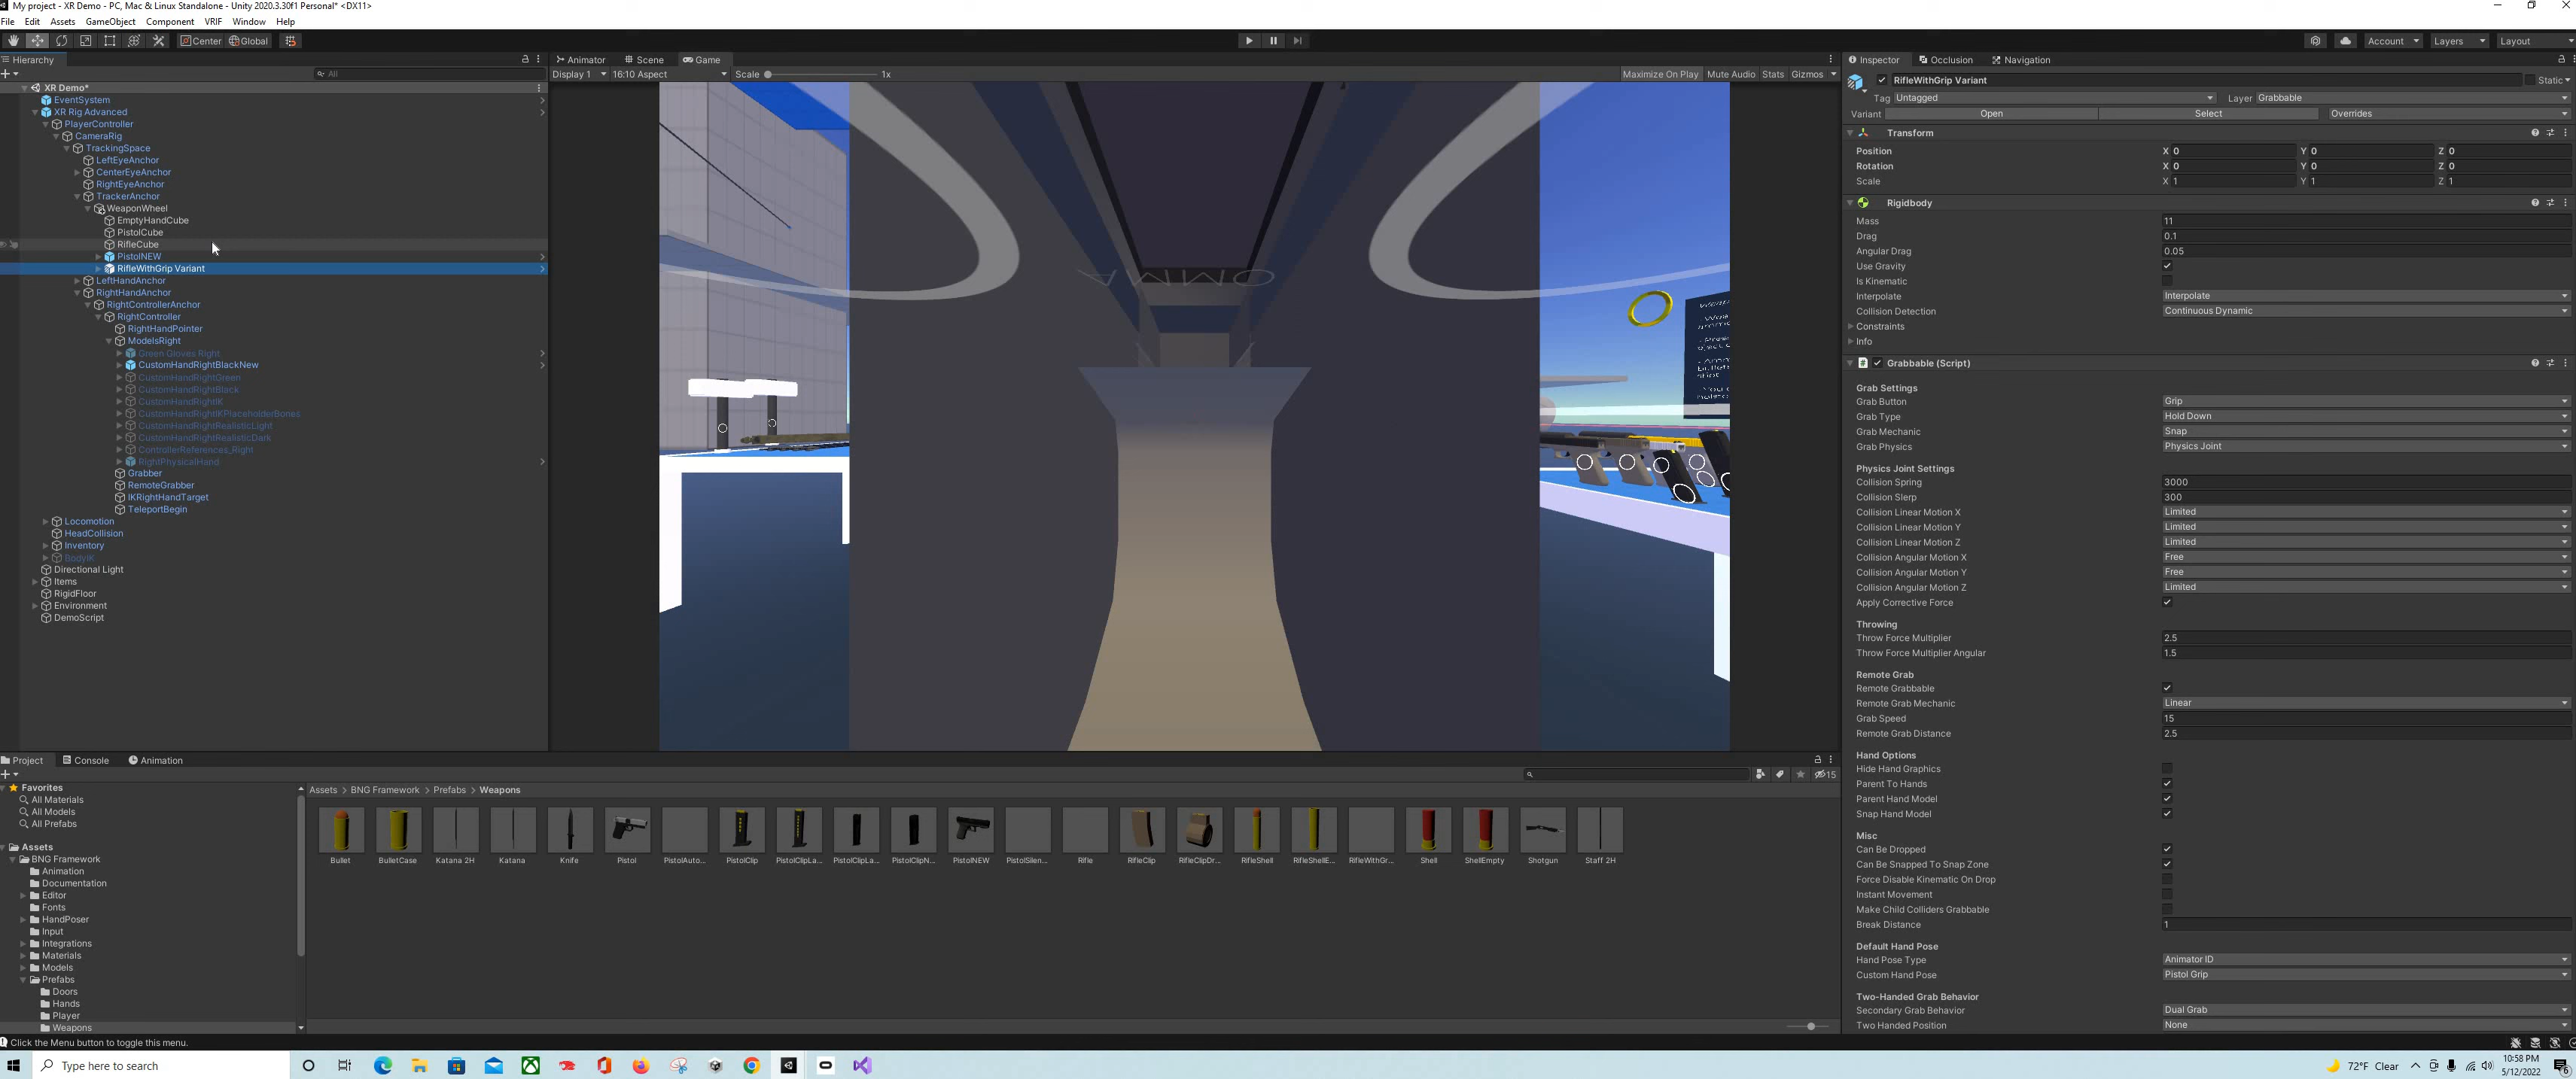 My project - XR Demo - PC, Mac & Linux Standalone - Unity 2020.3.30f1 Personal* <DX11>
File Edit Assets GameObject Component VRIF Window Help
Center Global
Account Layers Layout
Hierarchy
All
XR Demo*
EventSystem
XR Rig Advanced
PlayerController
CameraRig
TrackingSpace
LeftEyeAnchor
CenterEyeAnchor
RightEyeAnchor
TrackerAnchor
WeaponWheel
EmptyHandCube
PistolCube
RifleCube
PistolNEW
RifleWithGrip Variant
LeftHandAnchor
RightHandAnchor
RightControllerAnchor
RightController
RightHandPointer
ModelsRight
Green Gloves Right
CustomHandRightBlackNew
CustomHandRightGreen
CustomHandRightBlack
CustomHandRightIK
CustomHandRightIKPlaceholderBones
CustomHandRightRealisticLight
CustomHandRightRealisticDark
ControllerReferences_Right
RightPhysicalHand
Grabber
RemoteGrabber
IKRightHandTarget
TeleportBegin
Locomotion
HeadCollision
Inventory
BodyIK
Directional Light
Items
RigidFloor
Environment
DemoScript
Animator Scene Game
Display 1 16:10 Aspect Scale 1x Maximize On Play Mute Audio Stats Gizmos
AMMO
Inspector Occlusion Navigation
RifleWithGrip Variant Static
Tag Untagged Layer Grabbable
Variant Open Select Overrides
Transform
Position X 0 Y 0 Z 0
Rotation X 0 Y 0 Z 0
Scale X 1 Y 1 Z 1
Rigidbody
Mass 11
Drag 0.1
Angular Drag 0.05
Use Gravity
Is Kinematic
Interpolate Interpolate
Collision Detection Continuous Dynamic
Constraints
Info
Grabbable (Script)
Grab Settings
Grab Button Grip
Grab Type Hold Down
Grab Mechanic Snap
Grab Physics Physics Joint
Physics Joint Settings
Collision Spring 3000
Collision Slerp 300
Collision Linear Motion X Limited
Collision Linear Motion Y Limited
Collision Linear Motion Z Limited
Collision Angular Motion X Free
Collision Angular Motion Y Free
Collision Angular Motion Z Limited
Apply Corrective Force
Throwing
Throw Force Multiplier 2.5
Throw Force Multiplier Angular 1.5
Remote Grab
Remote Grabbable
Remote Grab Mechanic Linear
Grab Speed 15
Remote Grab Distance 2.5
Hand Options
Hide Hand Graphics
Parent To Hands
Parent Hand Model
Snap Hand Model
Misc
Can Be Dropped
Can Be Snapped To Snap Zone
Force Disable Kinematic On Drop
Instant Movement
Make Child Colliders Grabbable
Break Distance 1
Default Hand Pose
Hand Pose Type Animator ID
Custom Hand Pose Pistol Grip
Two-Handed Grab Behavior
Secondary Grab Behavior Dual Grab
Two Handed Position None
Project Console Animation
15
Favorites
All Materials
All Models
All Prefabs
Assets
BNG Framework
Animation
Documentation
Editor
Fonts
HandPoser
Input
Integrations
Materials
Models
Prefabs
Doors
Hands
Player
Weapons
Assets > BNG Framework > Prefabs > Weapons
Bullet BulletCase Katana 2H Katana Knife Pistol PistolAuto... PistolClip PistolClipLa... PistolClipLa... PistolClipN... PistolNEW PistolSilen... Rifle RifleClip RifleClipDr... RifleShell RifleShellE... RifleWithGr... Shell ShellEmpty Shotgun Staff 2H
Click the Menu button to toggle this menu.
Type here to search
72°F Clear
10:58 PM
5/12/2022
6